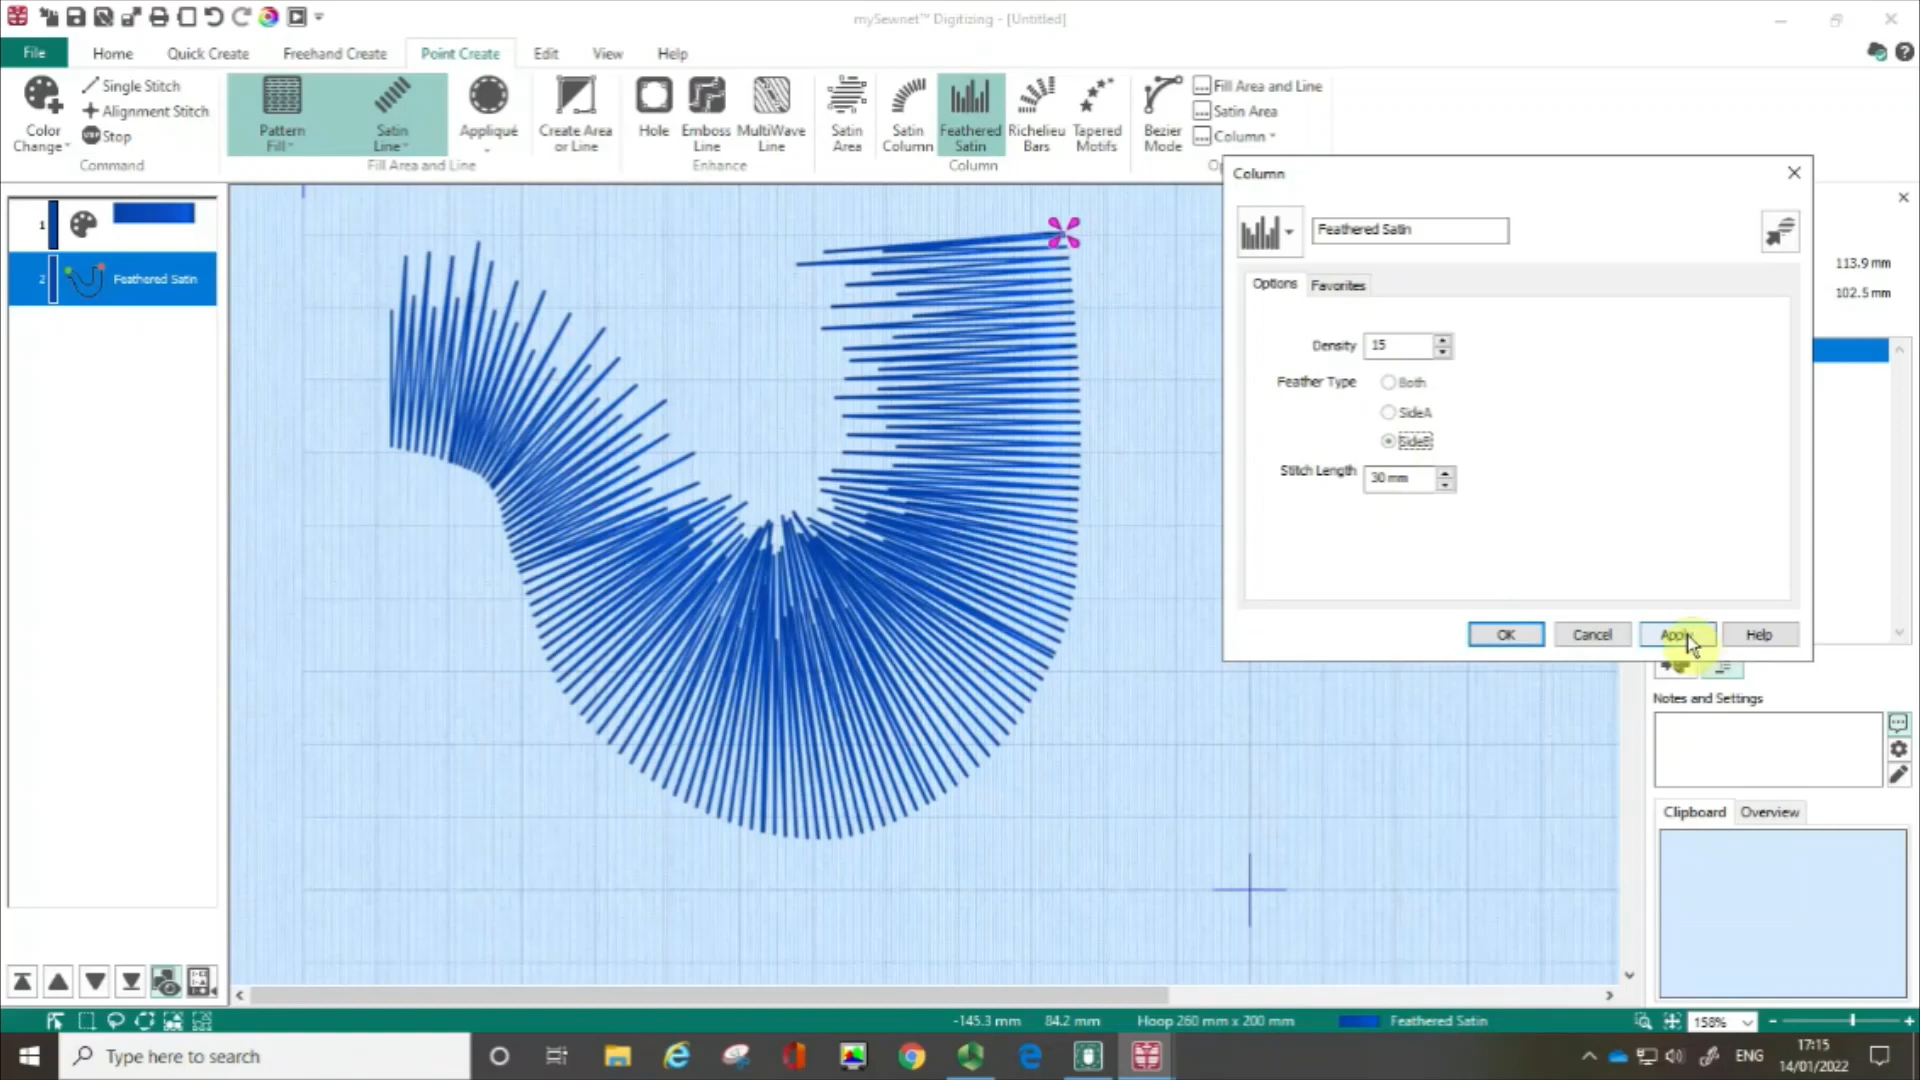 mySewnet™ Digitizing - [Untitled]
File Home Quick Create Freehand Create Point Create Edit View Help
Color Change
Single Stitch
Alignment Stitch
Stop
Command
Pattern Fill
Satin Line
Appliqué
Create Area or Line
Fill Area and Line
Hole
Emboss Line
MultiWave Line
Enhance
Satin Area
Satin Column
Feathered Satin
Richelieu Bars
Tapered Motifs
Column
Bezier Mode
Fill Area and Line
Satin Area
Column
1
2 Feathered Satin
Column
Feathered Satin
Options Favorites
Density 15
Feather Type Both
SideA
SideB
Stitch Length 30 mm
OK Cancel Apply Help
113.9 mm
102.5 mm
Notes and Settings
Clipboard Overview
-145.3 mm 84.2 mm Hoop 260 mm x 200 mm Feathered Satin 158%
Type here to search
ENG
17:15
14/01/2022